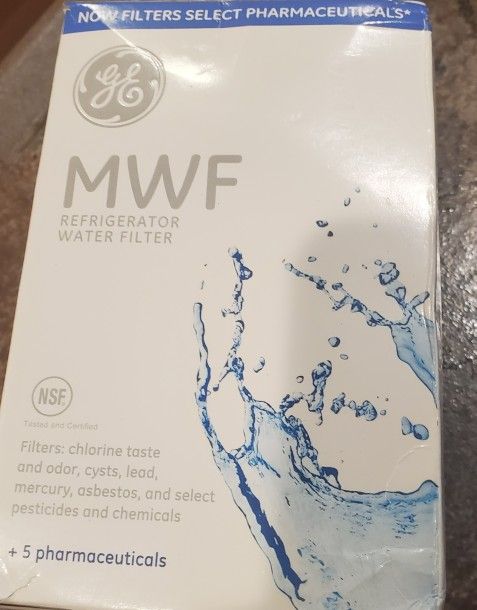 NOW FILTERS SELECT PHARMACEUTICALS*
GE
MWF
REFRIGERATOR
WATER FILTER
NSF
Tested and Certified
Filters: chlorine taste
and odor, cysts, lead,
mercury, asbestos, and select
pesticides and chemicals
+ 5 pharmaceuticals